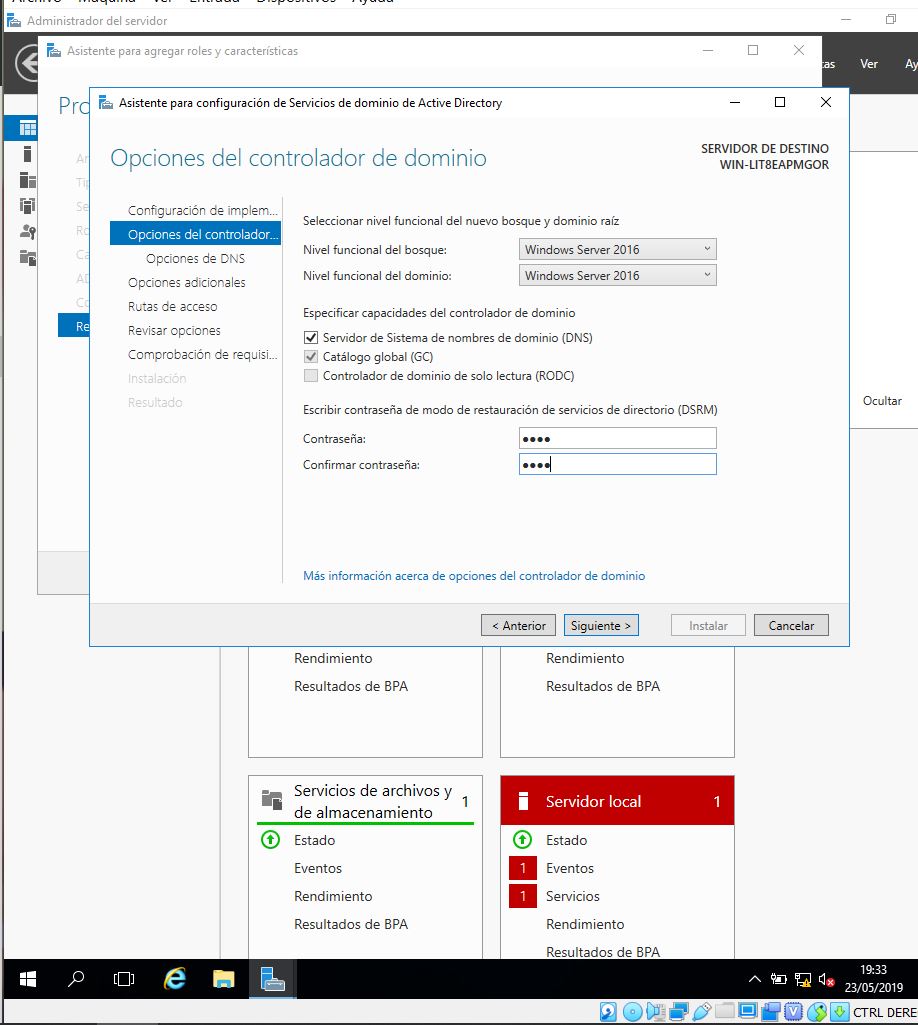 Archivo Máquina Ver Entrada Dispositivos Ayuda
Administrador del servidor
Asistente para agregar roles y características
Ver
Asistente para configuración de Servicios de dominio de Active Directory
Opciones del controlador de dominio
SERVIDOR DE DESTINO
WIN-LIT8EAPMGOR
Configuración de implem...
Opciones del controlador...
Opciones de DNS
Opciones adicionales
Rutas de acceso
Revisar opciones
Comprobación de requisi...
Instalación
Resultado
Seleccionar nivel funcional del nuevo bosque y dominio raíz
Nivel funcional del bosque: Windows Server 2016
Nivel funcional del dominio: Windows Server 2016
Especificar capacidades del controlador de dominio
Servidor de Sistema de nombres de dominio (DNS)
Catálogo global (GC)
Controlador de dominio de solo lectura (RODC)
Escribir contraseña de modo de restauración de servicios de directorio (DSRM)
Contraseña: ●●●●
Confirmar contraseña: ●●●●
Más información acerca de opciones del controlador de dominio
< Anterior Siguiente > Instalar Cancelar
Ocultar
Rendimiento
Resultados de BPA
Rendimiento
Resultados de BPA
Servicios de archivos y
de almacenamiento 1
Estado
Eventos
Rendimiento
Resultados de BPA
Servidor local 1
Estado
1 Eventos
1 Servicios
Rendimiento
Resultados de BPA
19:33
23/05/2019
CTRL DERE